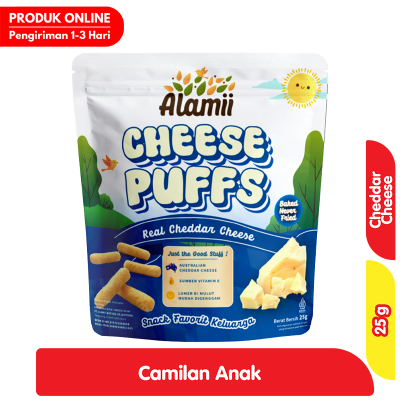 PRODUK ONLINE
Pengiriman 1-3 Hari
Alamii
CHEESE
PUFFS
Real Cheddar Cheese
Baked
Never
Fried
Just the Good Stuff !
AUSTRALIAN
CHEDDAR CHEESE
SUMBER VITAMIN E
LUMER DI MULUT
MUDAH DIGENGGAM
Snack Favorit Keluarga
Berat Bersih 25g
Cheddar
Cheese
25 g
Camilan Anak